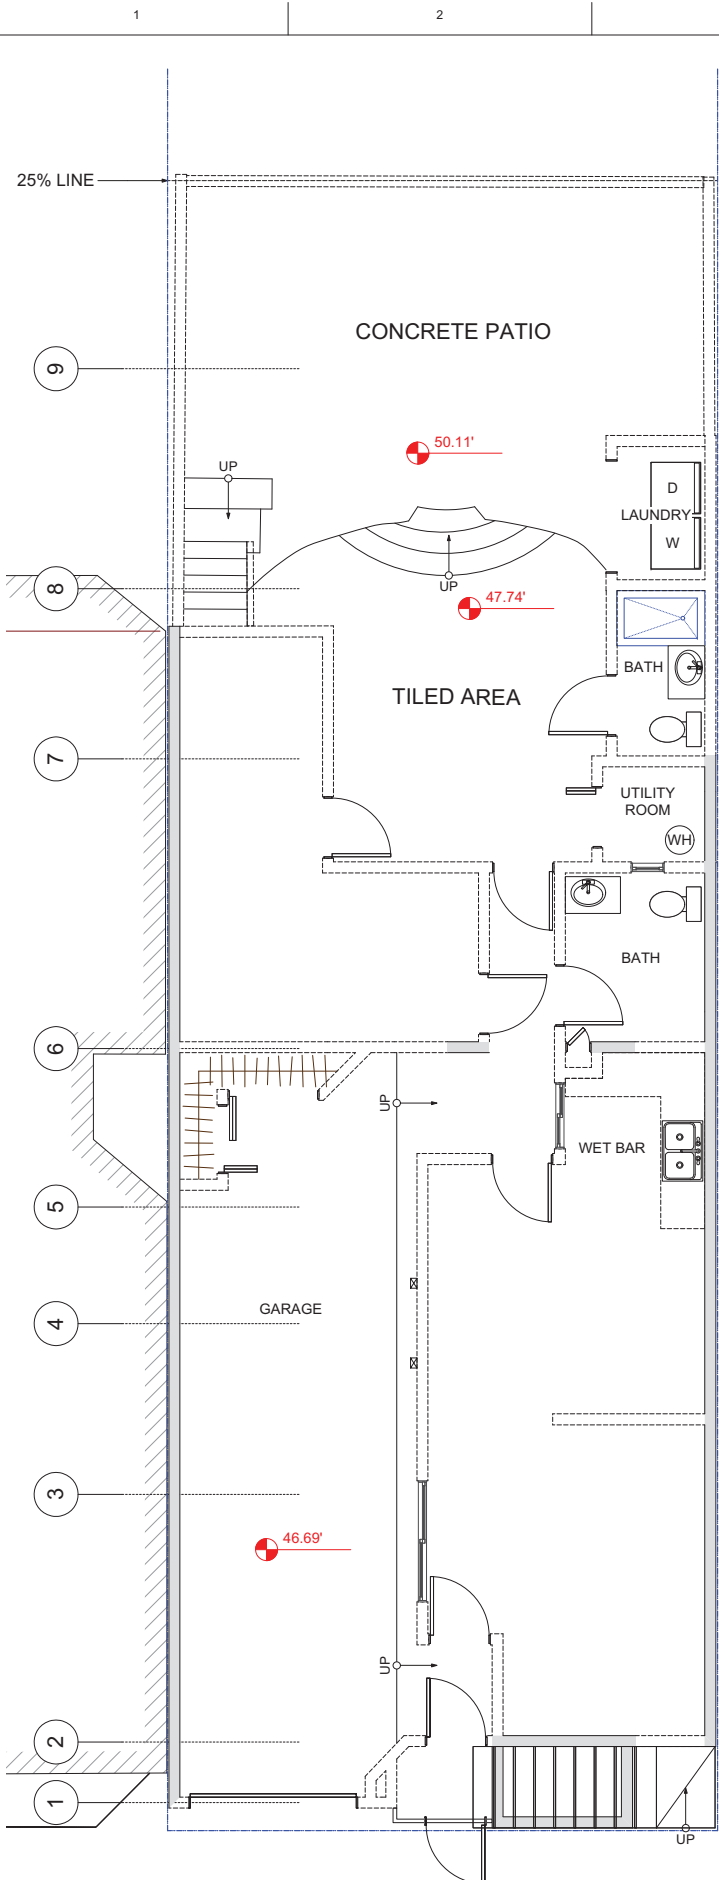 1
2
25% LINE
CONCRETE PATIO
9
50.11'
UP
D
LAUNDRY
W
8
UP
47.74'
BATH
TILED AREA
7
UTILITY
ROOM
WH
BATH
6
UP
WET BAR
5
GARAGE
4
3
46.69'
UP
2
1
UP